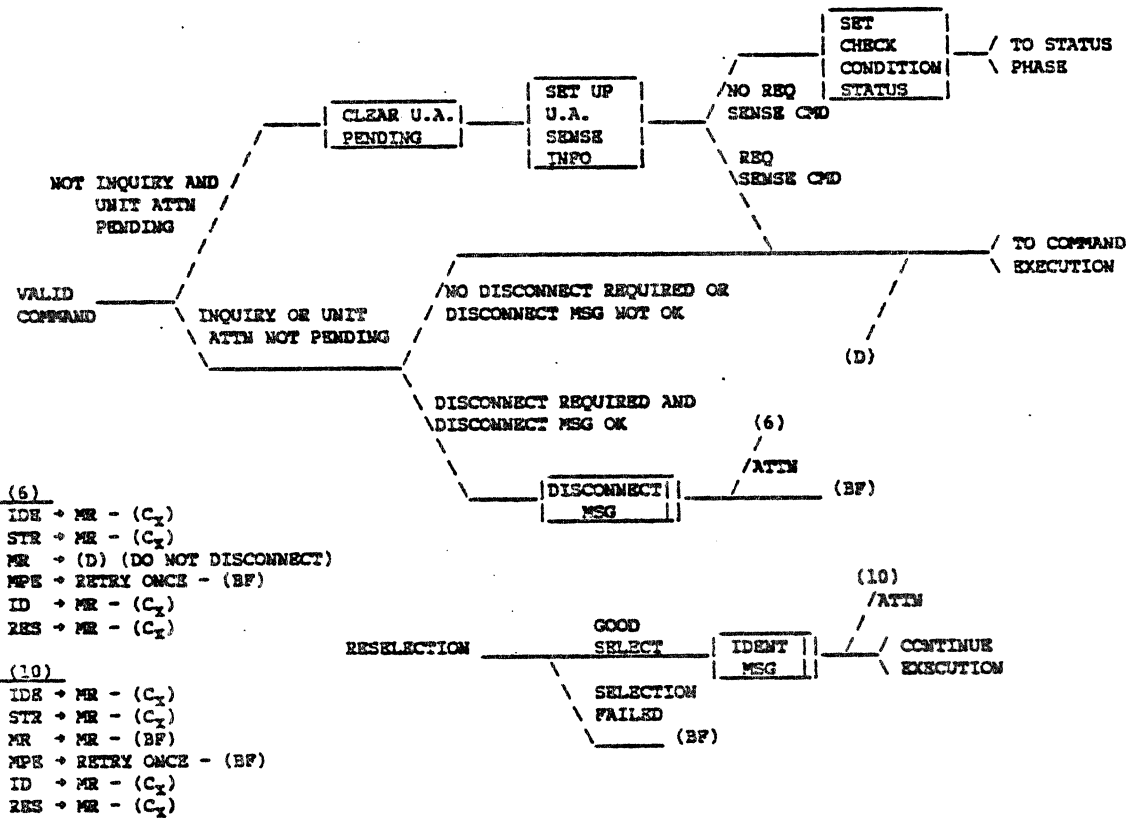 SET
CHECK
CONDITION
STATUS
TO STATUS
PHASE
NO REQ
SENSE CMD
CLEAR U.A.
PENDING
SET UP
U.A.
SENSE
INFO
REQ
SENSE CMD
NOT INQUIRY AND
UNIT ATTN
PENDING
TO COMMAND
EXECUTION
VALID
COMMAND
NO DISCONNECT REQUIRED OR
DISCONNECT MSG NOT OK
INQUIRY OR UNIT
ATTN NOT PENDING
(D)
DISCONNECT REQUIRED AND
DISCONNECT MSG OK
(6)
/ATTN
DISCONNECT
MSG
(BF)
(6)
IDE → MR - (Cx)
STR → MR - (Cx)
MR → (D) (DO NOT DISCONNECT)
MPE → RETRY ONCE - (BF)
ID → MR - (Cx)
RES → MR - (Cx)
(10)
/ATTN
RESELECTION
GOOD
SELECT
IDENT
MSG
CONTINUE
EXECUTION
SELECTION
FAILED
(BF)
(10)
IDE → MR - (Cx)
STR → MR - (Cx)
MR → MR - (BF)
MPE → RETRY ONCE - (BF)
ID → MR - (Cx)
RES → MR - (Cx)